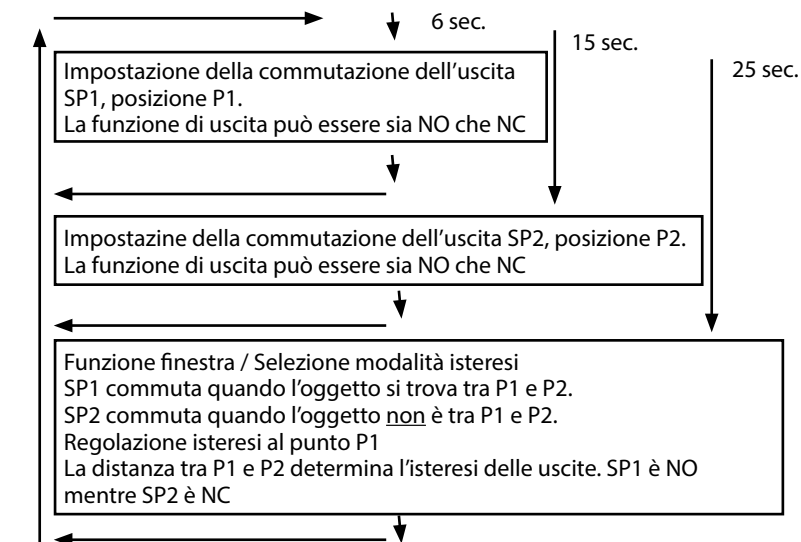 6 sec.
15 sec.
25 sec.
Impostazione della commutazione dell'uscita
SP1, posizione P1.
La funzione di uscita può essere sia NO che NC
Impostazine della commutazione dell'uscita SP2, posizione P2.
La funzione di uscita può essere sia NO che NC
Funzione finestra / Selezione modalità isteresi
SP1 commuta quando l'oggetto si trova tra P1 e P2.
SP2 commuta quando l'oggetto non è tra P1 e P2.
Regolazione isteresi al punto P1
La distanza tra P1 e P2 determina l'isteresi delle uscite. SP1 è NO
mentre SP2 è NC